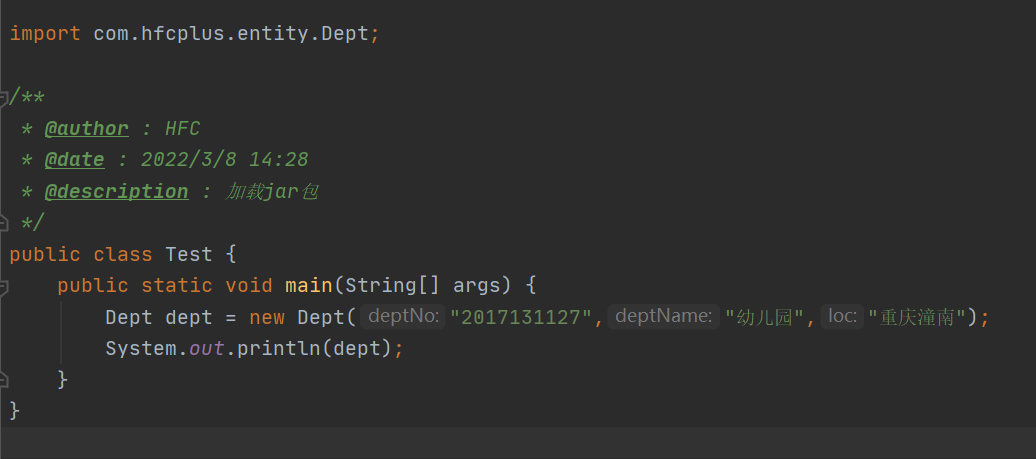 import com.hfcplus.entity.Dept;
/**
 * @author : HFC
 * @date : 2022/3/8 14:28
 * @description : 加载jar包
 */
public class Test {
    public static void main(String[] args) {
        Dept dept = new Dept( deptNo: "2017131127", deptName: "幼儿园", loc: "重庆潼南");
        System.out.println(dept);
    }
}